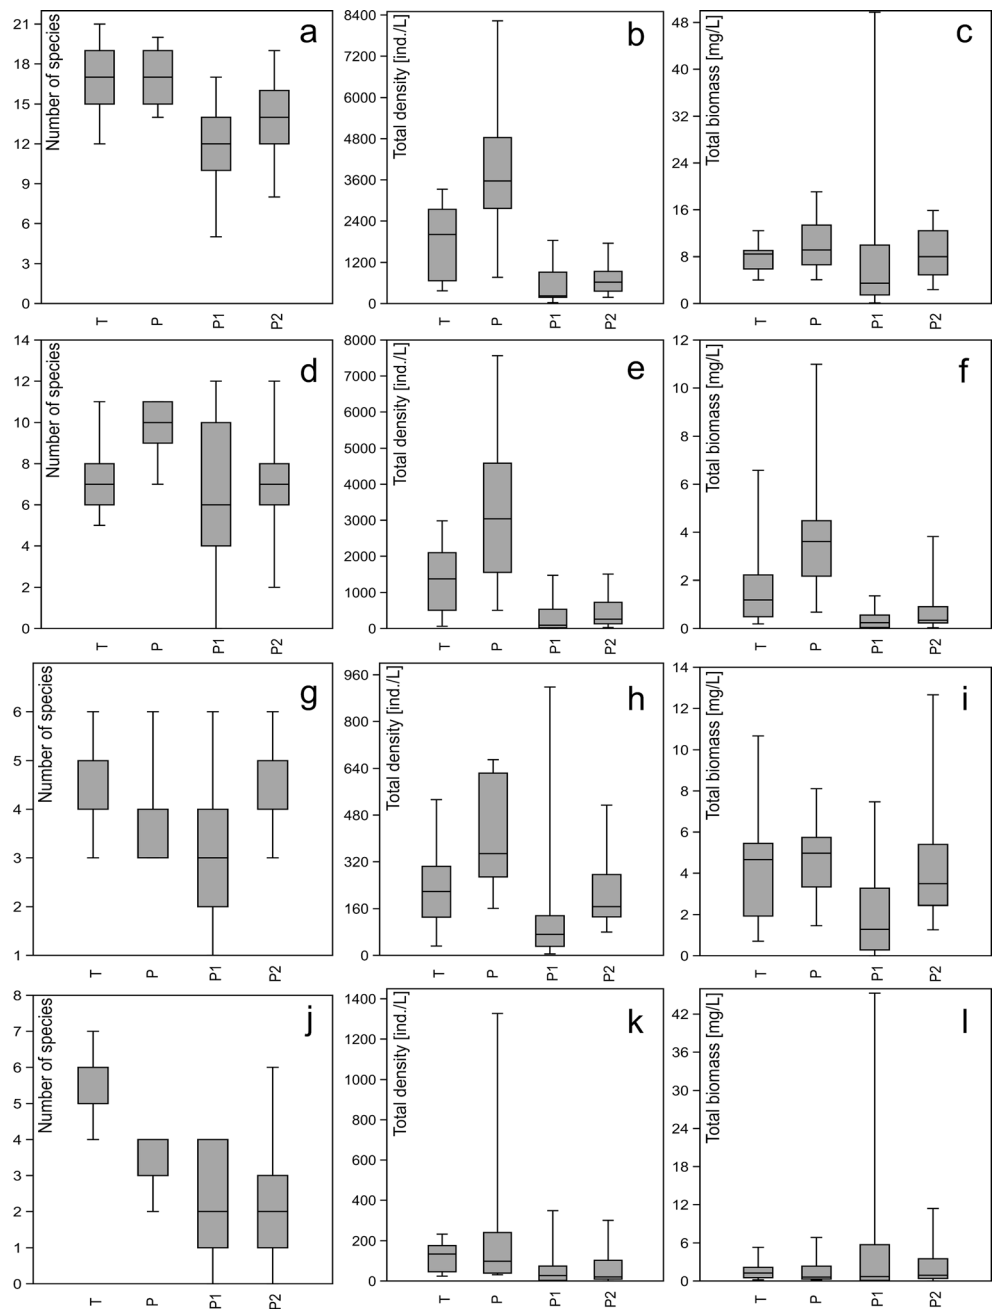 a
Number of species
21
18
15
12
9
6
3
0
T
P
P1
P2
b
Total density [ind./L]
8400
7200
6000
4800
3600
2400
1200
0
T
P
P1
P2
c
Total biomass [mg/L]
48
40
32
24
16
8
0
T
P
P1
P2
d
Number of species
14
12
10
8
6
4
2
0
T
P
P1
P2
e
Total density [ind./L]
8000
7000
6000
5000
4000
3000
2000
1000
0
T
P
P1
P2
f
Total biomass [mg/L]
12
10
8
6
4
2
0
T
P
P1
P2
g
Number of species
6
5
4
3
2
1
T
P
P1
P2
h
Total density [ind./L]
960
800
640
480
320
160
0
T
P
P1
P2
i
Total biomass [mg/L]
14
12
10
8
6
4
2
0
T
P
P1
P2
j
Number of species
8
7
6
5
4
3
2
1
0
T
P
P1
P2
k
Total density [ind./L]
1400
1200
1000
800
600
400
200
0
T
P
P1
P2
l
Total biomass [mg/L]
42
36
30
24
18
12
6
0
T
P
P1
P2